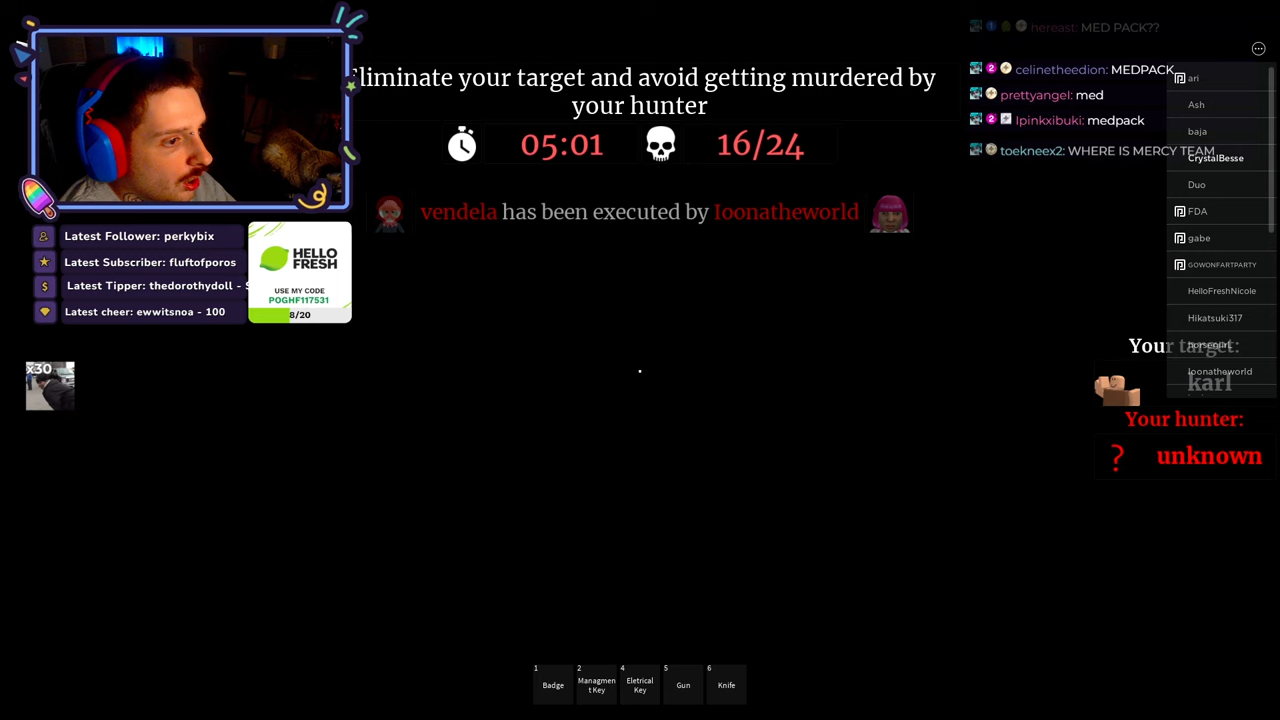 hereast: MED PACK??
celinetheedion: MEDPACK
prettyangel: med
Ipinkxibuki: medpack
toekneex2: WHERE IS MERCY TEAM
Eliminate your target and avoid getting murdered by
your hunter
05:01
16/24
vendela has been executed by Ioonatheworld
Latest Follower: perkybix
Latest Subscriber: fluftofporos
Latest Tipper: thedorothydoll -
Latest cheer: ewwitsnoa - 100
HELLO
FRESH
USE MY CODE
POGHF117531
8/20
x30
ari
Ash
baja
CrystalBesse
Duo
FDA
gabe
GOWONFARTPARTY
HelloFreshNicole
Hikatsuki317
Ioonatheworld
Your target:
karl
Your hunter:
? unknown
1
Badge
2
Managmen
t Key
4
Eletrical
Key
5
Gun
6
Knife